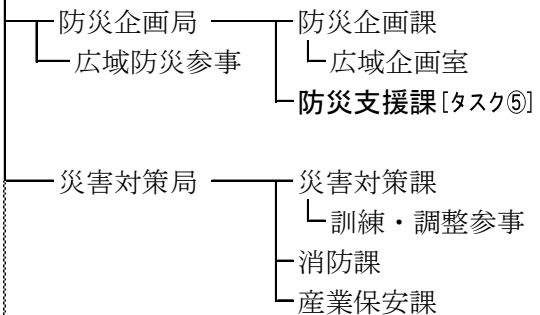 防災企画局 防災企画課
広域防災参事 広域企画室
防災支援課[タスク⑤]
災害対策局 災害対策課
訓練・調整参事
消防課
産業保安課